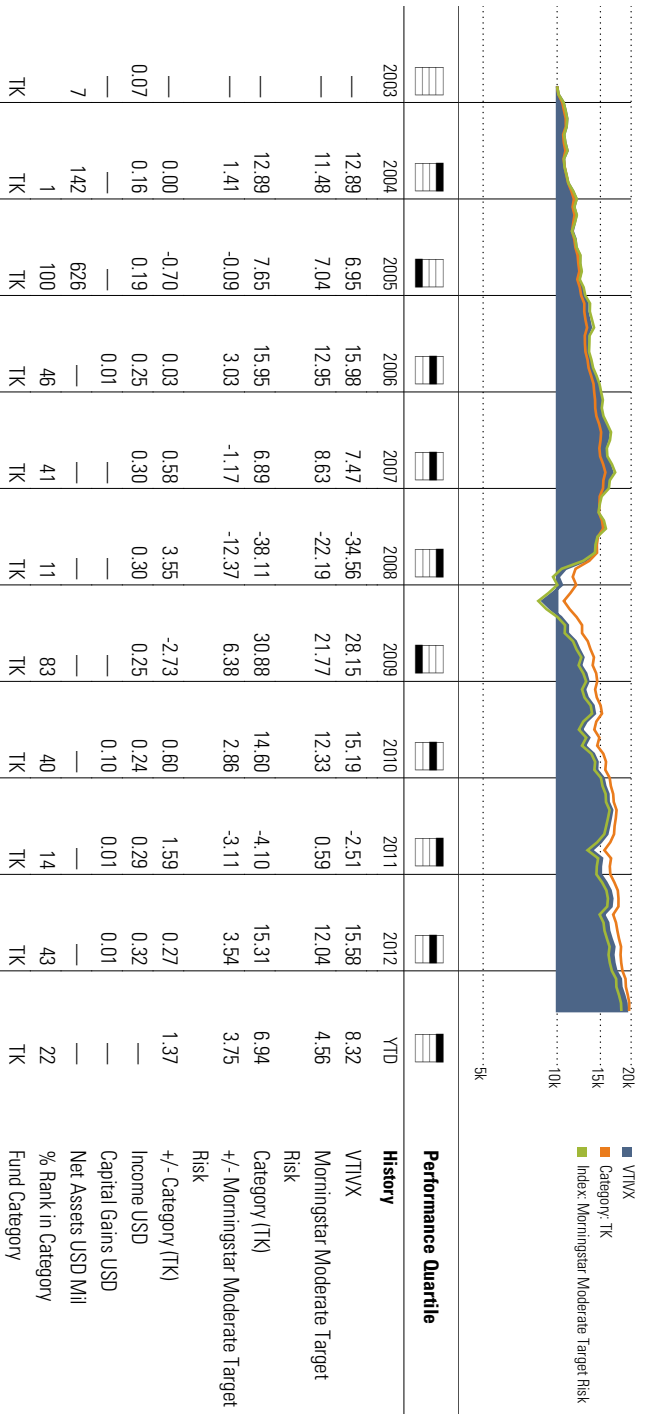 VTIVX
Category: TK
Index: Morningstar Moderate Target Risk
20k
15k
10k
5k
Performance Quartile
2003 2004 2005 2006 2007 2008 2009 2010 2011 2012 YTD History
— 12.89 6.95 15.98 7.47 -34.56 28.15 15.19 -2.51 15.58 8.32 VTIVX
— 11.48 7.04 12.95 8.63 -22.19 21.77 12.33 0.59 12.04 4.56 Morningstar Moderate Target
Risk
— 12.89 7.65 15.95 6.89 -38.11 30.88 14.60 -4.10 15.31 6.94 Category (TK)
— 1.41 -0.09 3.03 -1.17 -12.37 6.38 2.86 -3.11 3.54 3.75 +/- Morningstar Moderate Target
Risk
— 0.00 -0.70 0.03 0.58 3.55 -2.73 0.60 1.59 0.27 1.37 +/- Category (TK)
0.07 0.16 0.19 0.25 0.30 0.30 0.25 0.24 0.29 0.32 — Income USD
— — — 0.01 — — — 0.10 0.01 0.01 — Capital Gains USD
7 142 626 — — — — — — — — Net Assets USD Mil
1 100 46 41 11 83 40 14 43 22 % Rank in Category
TK TK TK TK TK TK TK TK TK TK TK Fund Category